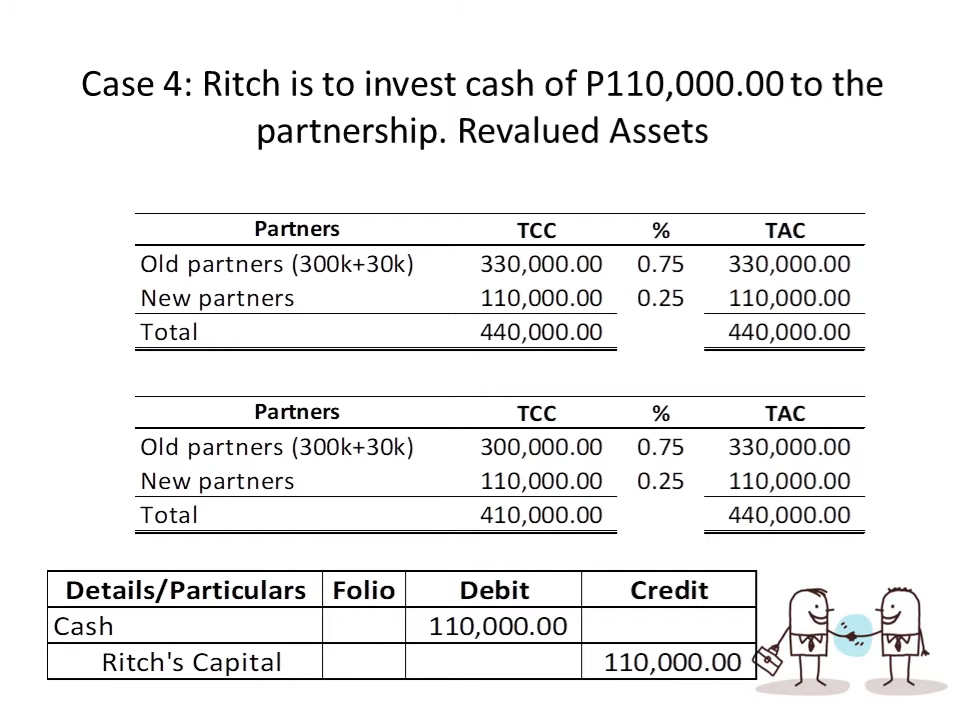 Case 4: Ritch is to invest cash of P110,000.00 to the
partnership. Revalued Assets
Partners TCC % TAC
Old partners (300k+30k) 330,000.00 0.75 330,000.00
New partners 110,000.00 0.25 110,000.00
Total 440,000.00 440,000.00
Partners TCC % TAC
Old partners (300k+30k) 300,000.00 0.75 330,000.00
New partners 110,000.00 0.25 110,000.00
Total 410,000.00 440,000.00
Details/Particulars Folio Debit Credit
Cash 110,000.00
Ritch's Capital 110,000.00